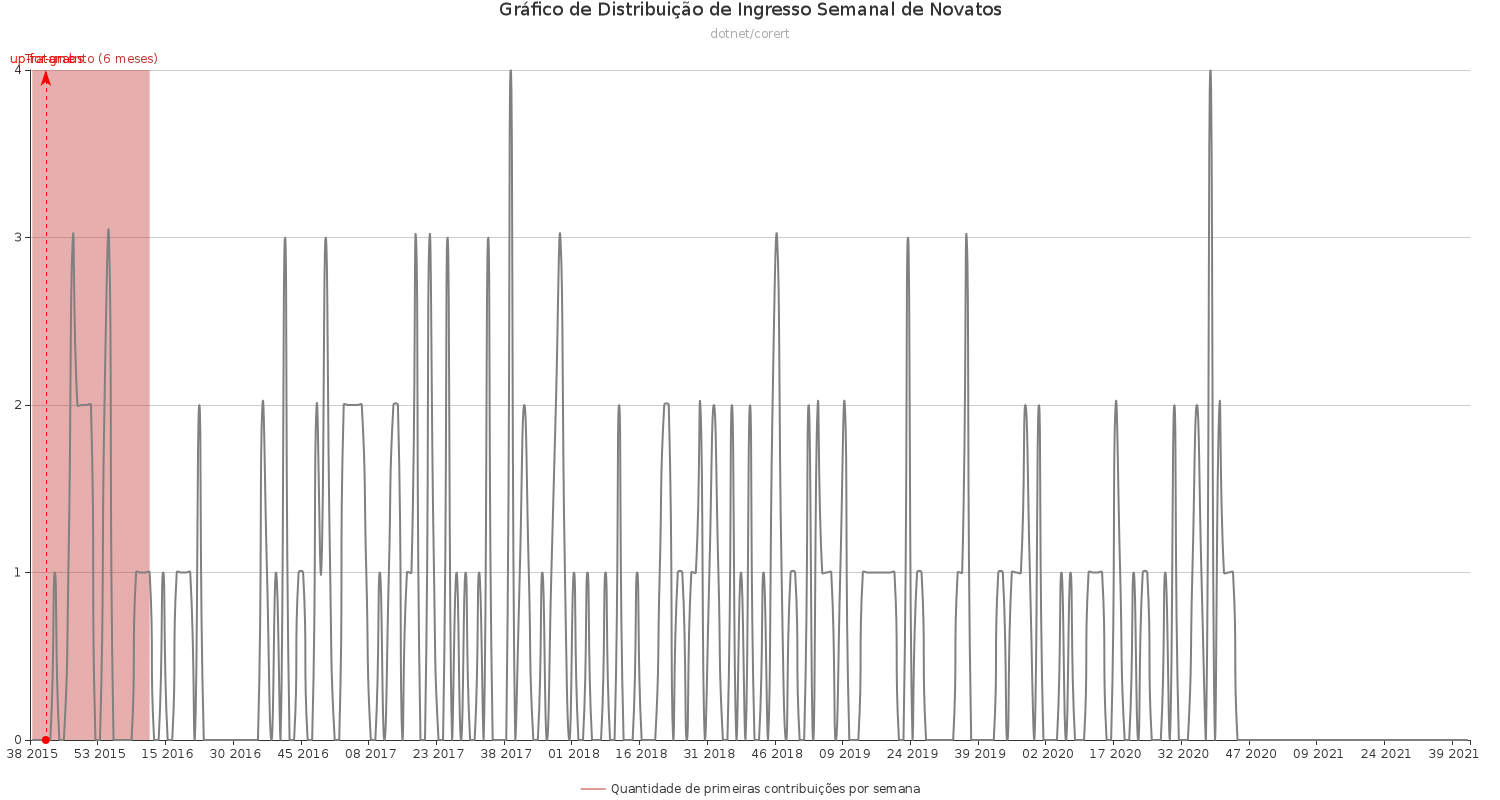 Gráfico de Distribuição de Ingresso Semanal de Novatos
dotnet/corert
up-for-grabs
(6 meses)
4
3
2
1
0
38 2015 53 2015 15 2016 30 2016 45 2016 08 2017 23 2017 38 2017 01 2018 16 2018 31 2018 46 2018 09 2019 24 2019 39 2019 02 2020 17 2020 32 2020 47 2020 09 2021 24 2021 39 2021
Quantidade de primeiras contribuições por semana